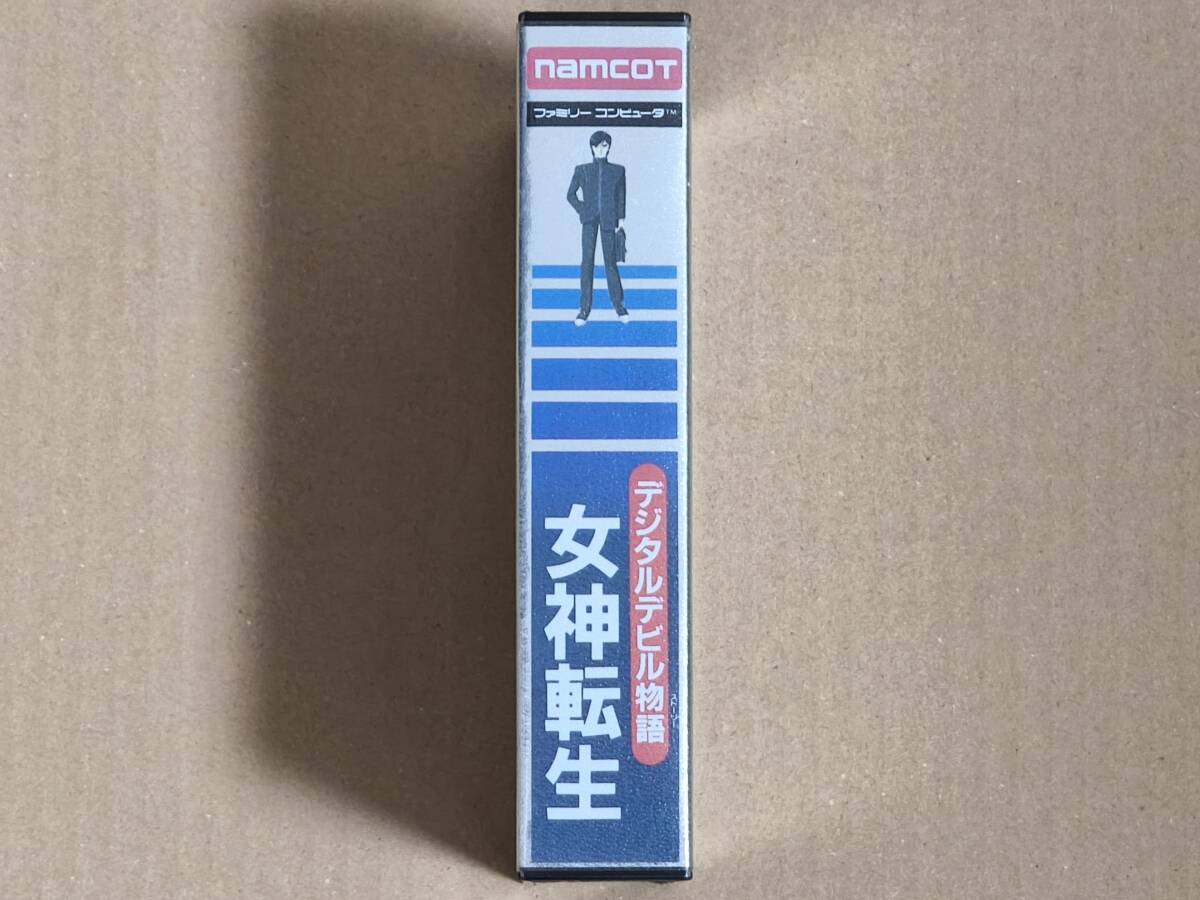 namcot
ファミリー コンピュータ™
デジタルデビル物語
ストーリー
女神転生